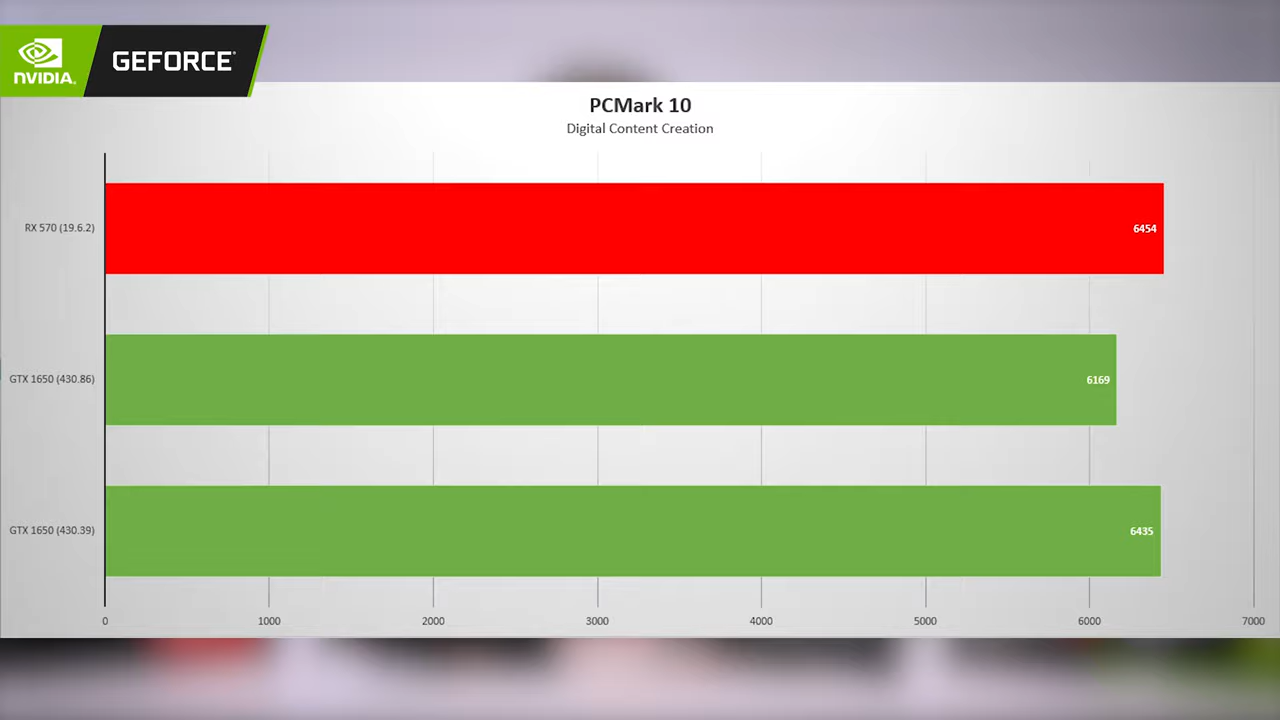 NVIDIA.
GEFORCE
PCMark 10
Digital Content Creation
RX 570 (19.6.2)
6454
GTX 1650 (430.86)
6169
GTX 1650 (430.39)
6435
0 1000 2000 3000 4000 5000 6000 7000